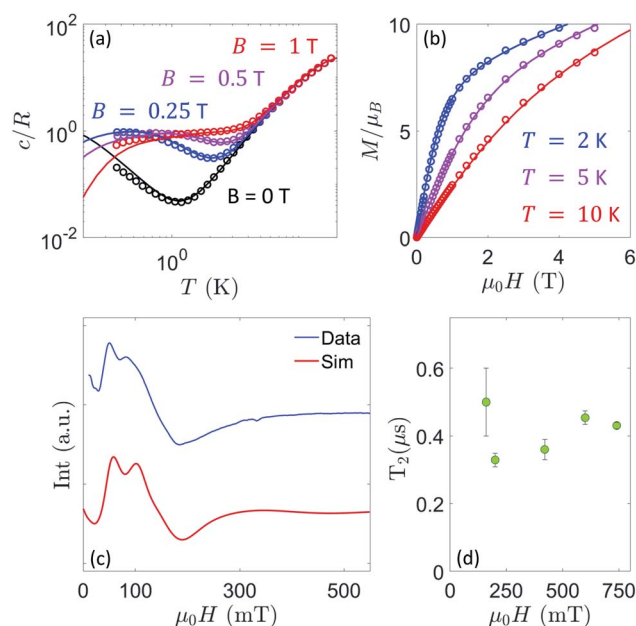 (a)
B = 1 T
B = 0.5 T
B = 0.25 T
B = 0 T
c/R
10²
10⁰
10⁻²
10⁰
T (K)
(b)
M/μ_B
10
5
0
T = 2 K
T = 5 K
T = 10 K
0 2 4 6
μ₀H (T)
Data
Sim
Int (a.u.)
(c)
0 100 300 500
μ₀H (mT)
T₂(μs)
0.6
0.4
0.2
0
(d)
0 250 500 750
μ₀H (mT)